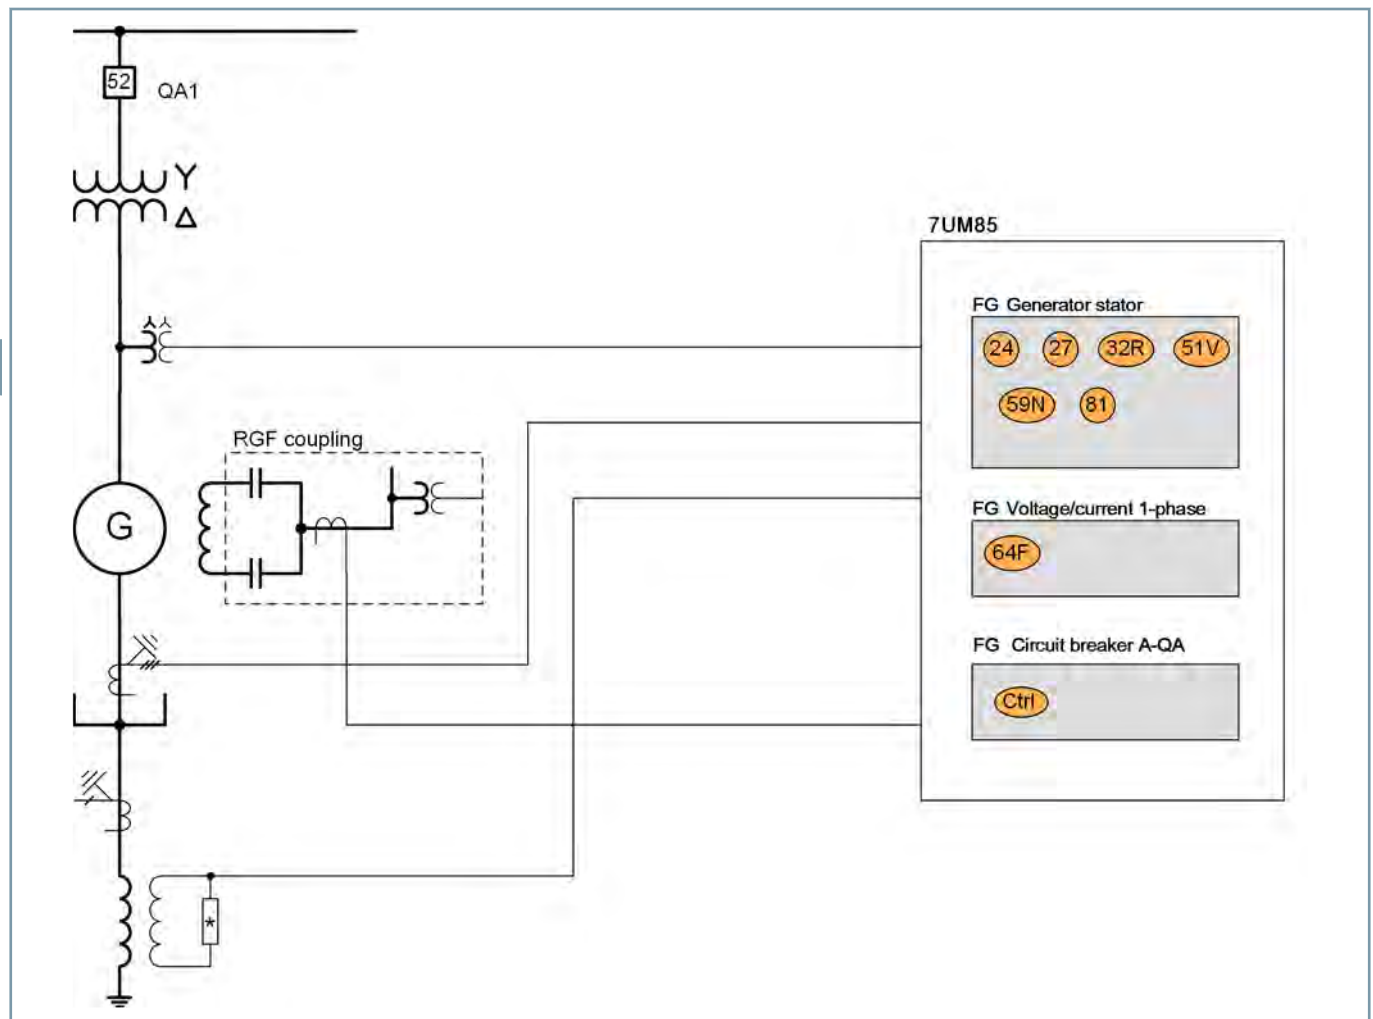 52
QA1
Y
Δ
7UM85
FG Generator stator
24 27 32R 51V
59N 81
RGF coupling
G
FG Voltage/current 1-phase
64F
FG Circuit breaker A-QA
Ctrl
*